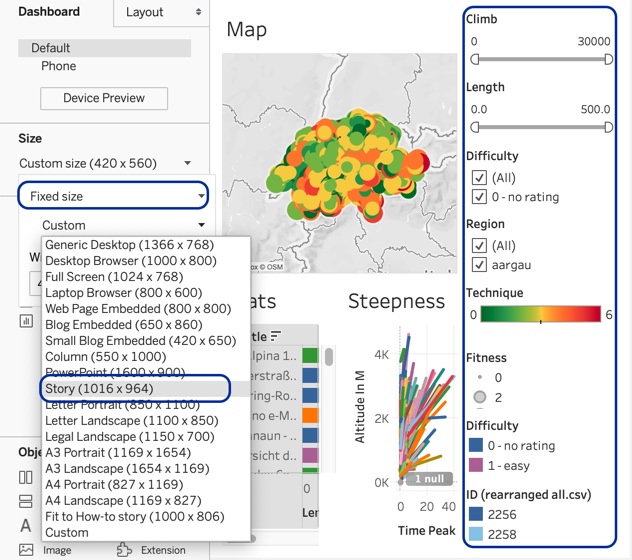 Dashboard
Layout
Default
Phone
Device Preview
Size
Custom size (420 x 560)
Fixed size
Custom
Generic Desktop (1366 x 768)
Desktop Browser (1000 x 800)
Full Screen (1024 x 768)
Laptop Browser (800 x 600)
Web Page Embedded (800 x 800)
Blog Embedded (650 x 860)
Small Blog Embedded (420 x 650)
Column (550 x 1000)
PowerPoint (1600 x 900)
Story (1016 x 964)
Letter Portrait (850 x 1100)
Letter Landscape (1100 x 850)
Legal Landscape (1150 x 700)
A3 Portrait (1169 x 1654)
A3 Landscape (1654 x 1169)
A4 Portrait (827 x 1169)
A4 Landscape (1169 x 827)
Fit to How-to story (1000 x 806)
Custom
W
4
Obje
A
Image
Extension
Map
ox © OSM
ats
tle
lpina 1..
erstraß..
ring-Ro..
no e-M..
unaun - ..
rsicht d..
0
Ler
Steepness
Altitude In M
4K
2K
0K
1 null
0
20
40
Time Peak
Climb
0
30000
Length
0.0
500.0
Difficulty
(All)
0 - no rating
Region
(All)
aargau
Technique
0
6
Fitness
0
2
Difficulty
0 - no rating
1 - easy
ID (rearranged all.csv)
2256
2258